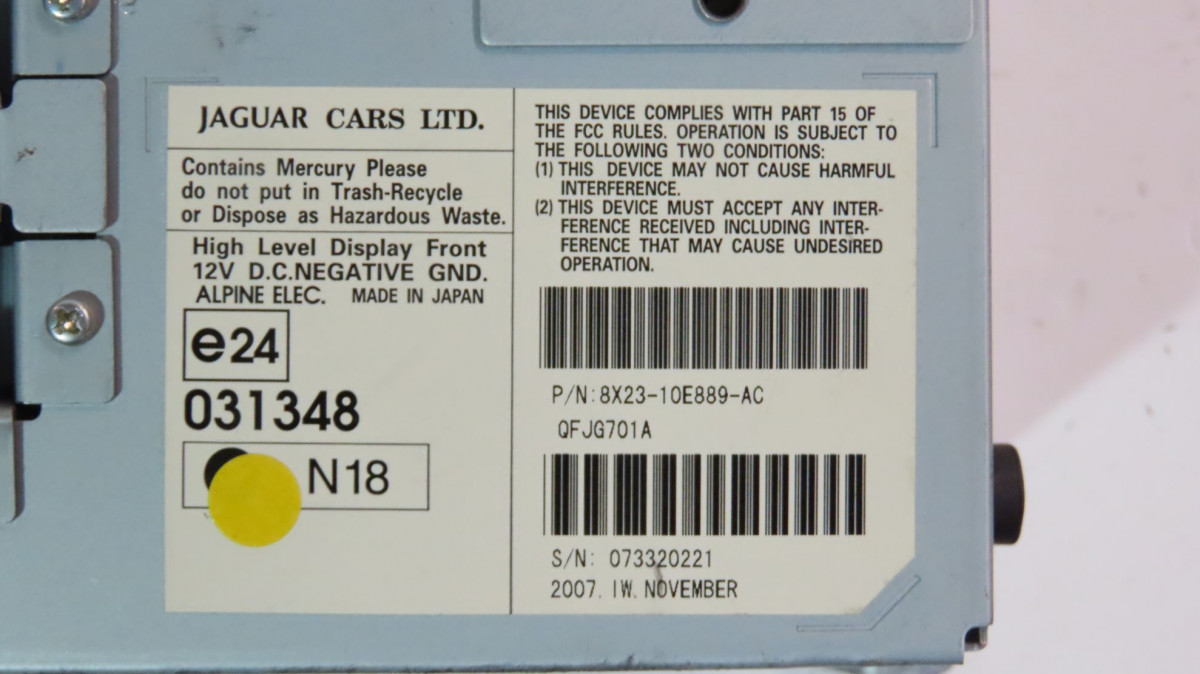 JAGUAR CARS LTD.
Contains Mercury Please
do not put in Trash-Recycle
or Dispose as Hazardous Waste.
High Level Display Front
12V D.C.NEGATIVE GND.
ALPINE ELEC. MADE IN JAPAN
e24
031348
N18
THIS DEVICE COMPLIES WITH PART 15 OF
THE FCC RULES. OPERATION IS SUBJECT TO
THE FOLLOWING TWO CONDITIONS:
(1) THIS DEVICE MAY NOT CAUSE HARMFUL
INTERFERENCE.
(2) THIS DEVICE MUST ACCEPT ANY INTER-
FERENCE RECEIVED INCLUDING INTER-
FERENCE THAT MAY CAUSE UNDESIRED
OPERATION.
P/N:8X23-10E889-AC
QFJG701A
S/N: 073320221
2007. IW. NOVEMBER